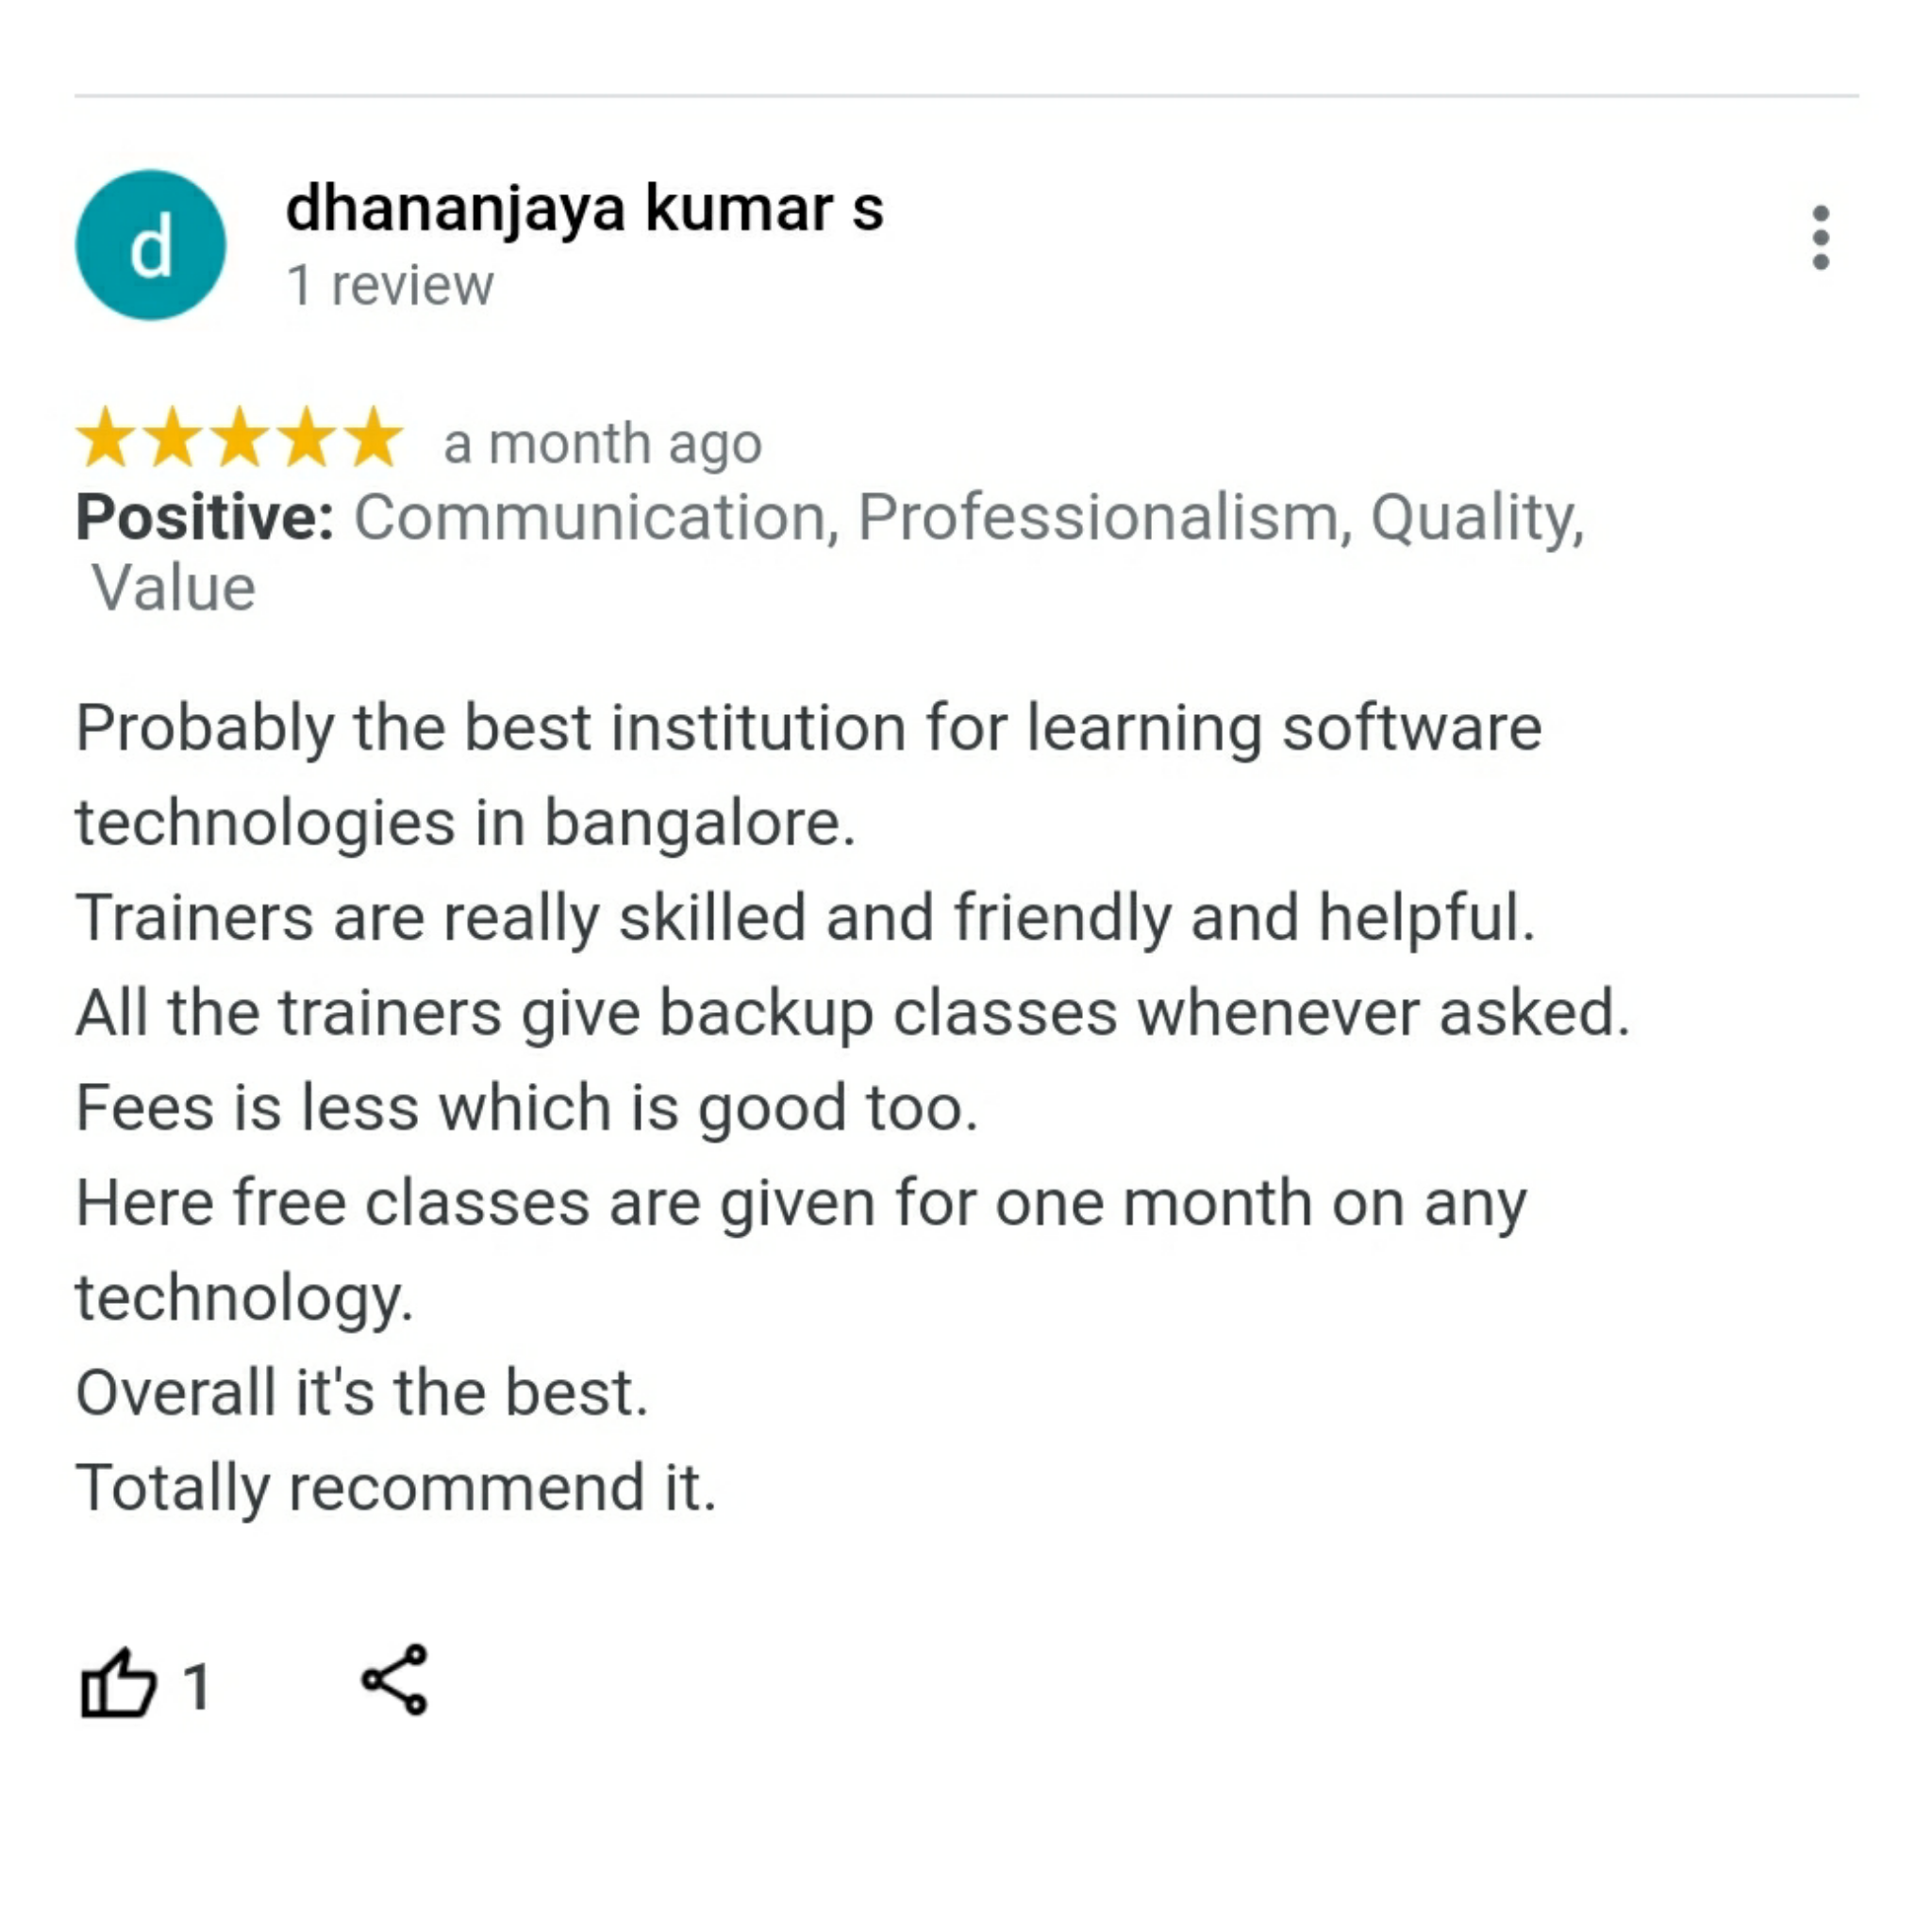 d
dhananjaya kumar s
1 review
a month ago
Positive: Communication, Professionalism, Quality,
Value
Probably the best institution for learning software
technologies in bangalore.
Trainers are really skilled and friendly and helpful.
All the trainers give backup classes whenever asked.
Fees is less which is good too.
Here free classes are given for one month on any
technology.
Overall it's the best.
Totally recommend it.
1